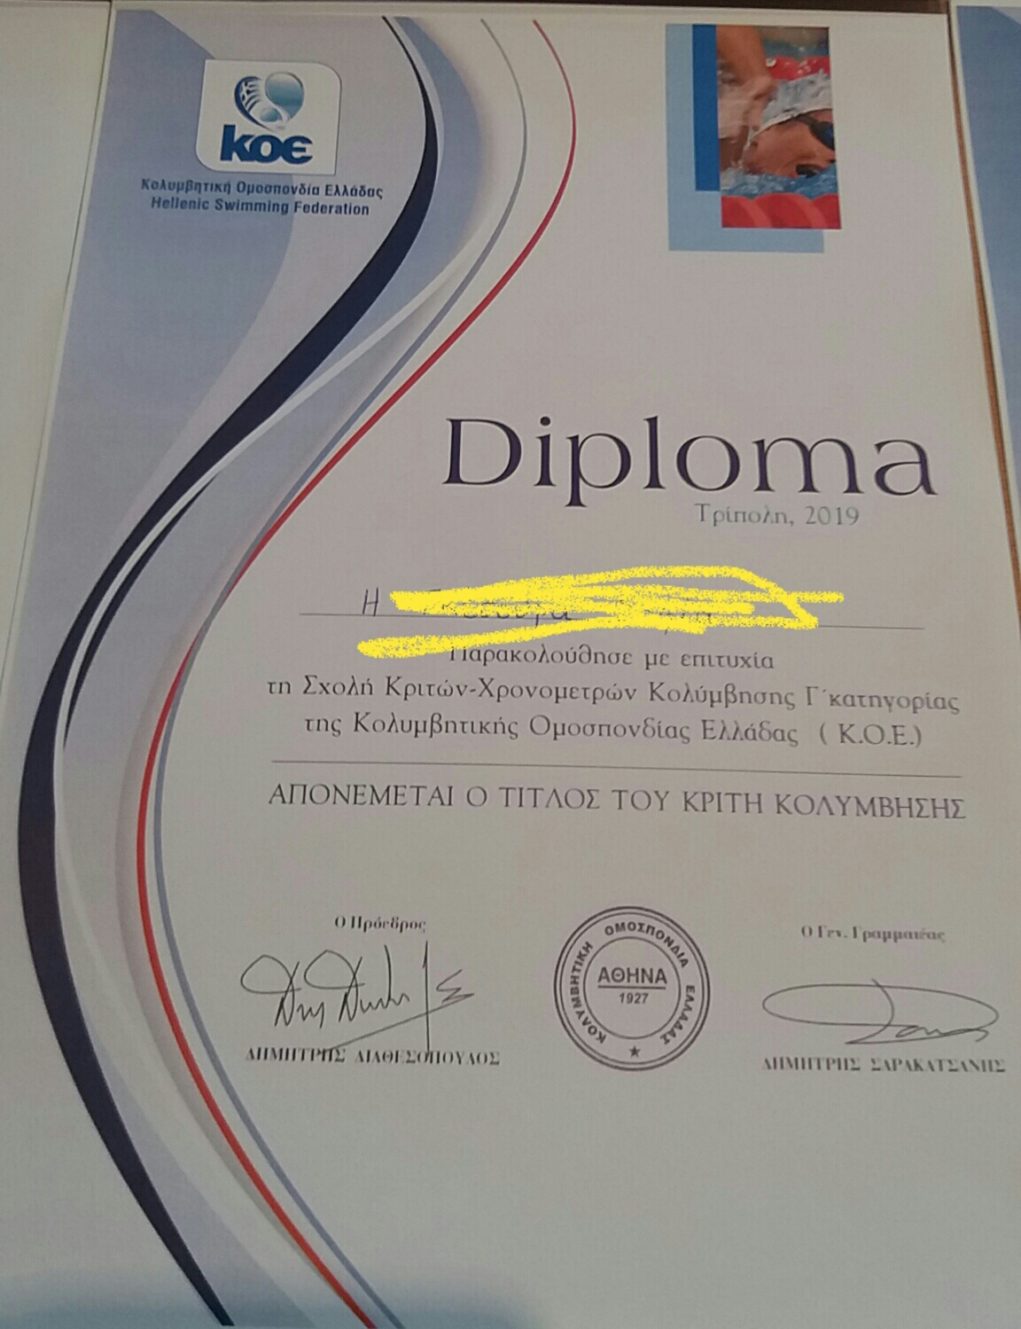 κοε
Κολυμβητική Ομοσπονδία Ελλάδας
Hellenic Swimming Federation
Diploma
Τρίπολη, 2019
Η
Παρακολούθησε με επιτυχία
τη Σχολή Κριτών-Χρονομετρών Κολύμβησης Γ΄κατηγορίας
της Κολυμβητικής Ομοσπονδίας Ελλάδας ( Κ.Ο.Ε.)
ΑΠΟΝΕΜΕΤΑΙ Ο ΤΙΤΛΟΣ ΤΟΥ ΚΡΙΤΗ ΚΟΛΥΜΒΗΣΗΣ
Ο Πρόεδρος
ΔΗΜΗΤΡΗΣ ΔΙΑΘΕΣΟΠΟΥΛΟΣ
ΚΟΛΥΜΒΗΤΙΚΗ ΟΜΟΣΠΟΝΔΙΑ ΕΛΛΑΔΑΣ
ΑΘΗΝΑ
1927
Ο Γεν. Γραμματέας
ΔΗΜΗΤΡΗΣ ΣΑΡΑΚΑΤΣΑΝΗΣ